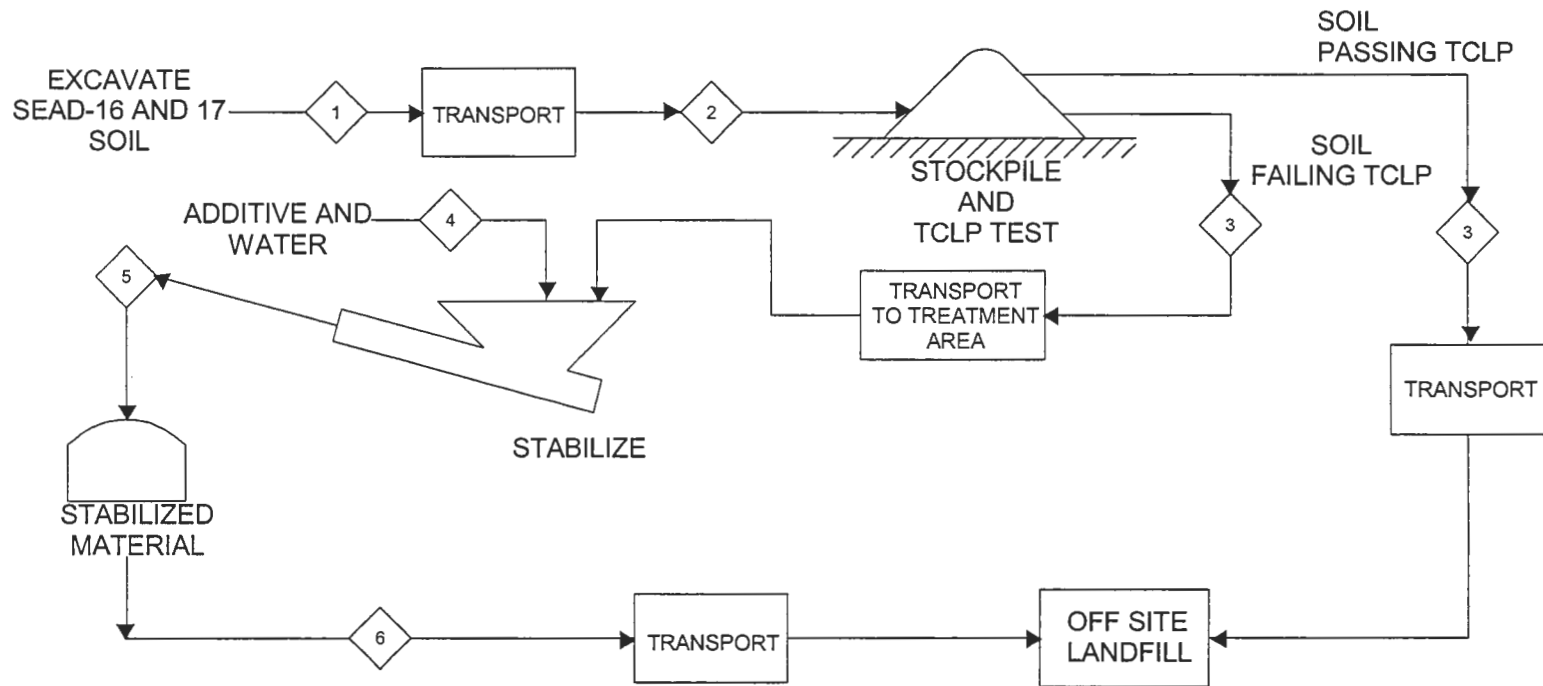 SOIL
PASSING TCLP
EXCAVATE
SEAD-16 AND 17
SOIL
1
TRANSPORT
2
STOCKPILE
AND
TCLP TEST
SOIL
FAILING TCLP
3
3
ADDITIVE AND
WATER
4
5
TRANSPORT
TO TREATMENT
AREA
TRANSPORT
STABILIZE
STABILIZED
MATERIAL
6
TRANSPORT
OFF SITE
LANDFILL